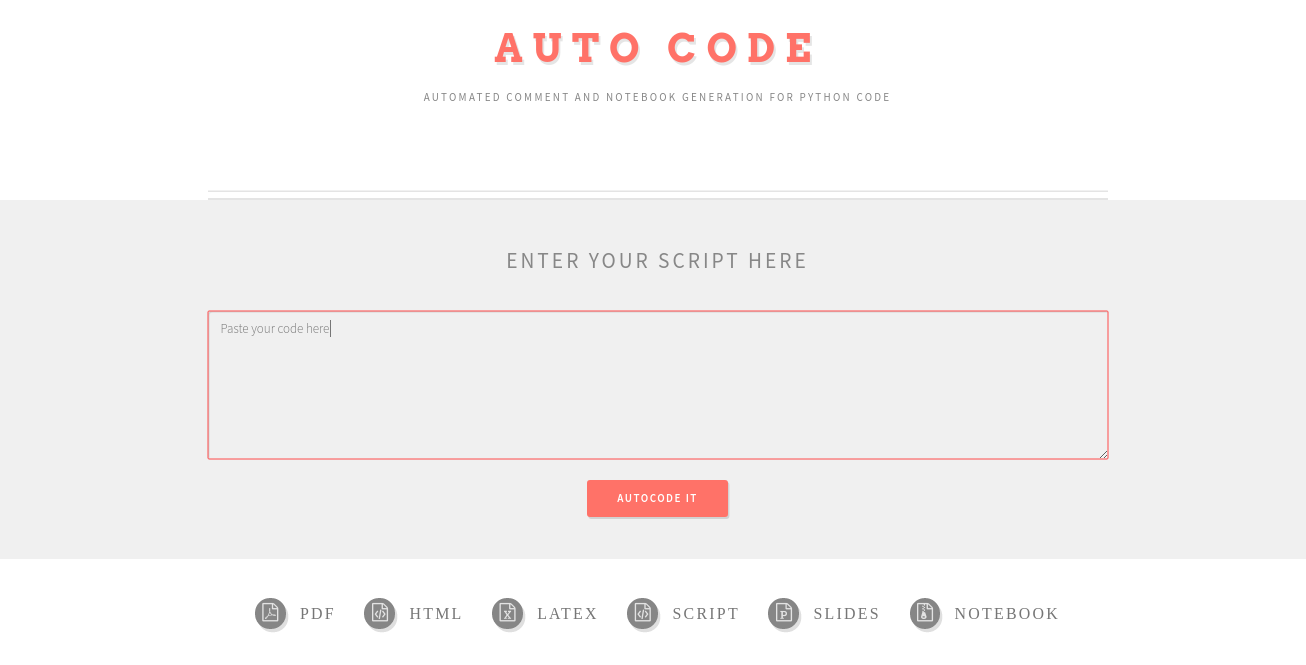 AUTO CODE
AUTOMATED COMMENT AND NOTEBOOK GENERATION FOR PYTHON CODE
ENTER YOUR SCRIPT HERE
Paste your code here
AUTOCODE IT
PDF HTML LATEX SCRIPT SLIDES NOTEBOOK